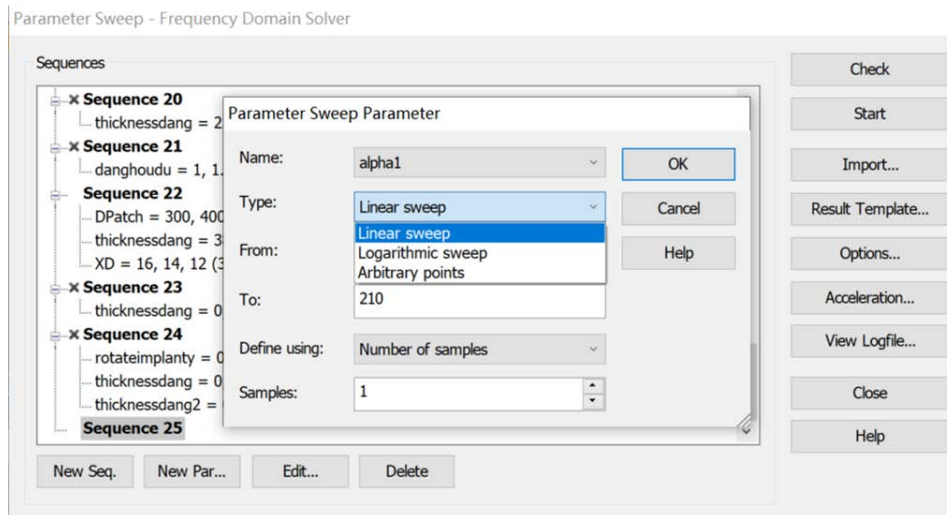 Parameter Sweep - Frequency Domain Solver
Sequences
Sequence 20
thicknessdang = 2
Sequence 21
danghoudu = 1, 1.
Sequence 22
DPatch = 300, 400
thicknessdang = 3
XD = 16, 14, 12 (3
Sequence 23
thicknessdang = 0
Sequence 24
rotateimplanty = 0
thicknessdang = 0
thicknessdang2 =
Sequence 25
New Seq.
New Par...
Edit...
Delete
Parameter Sweep Parameter
Name:
alpha1
Type:
Linear sweep
Linear sweep
Logarithmic sweep
Arbitrary points
From:
To:
210
Define using:
Number of samples
Samples:
1
OK
Cancel
Help
Check
Start
Import...
Result Template...
Options...
Acceleration...
View Logfile...
Close
Help